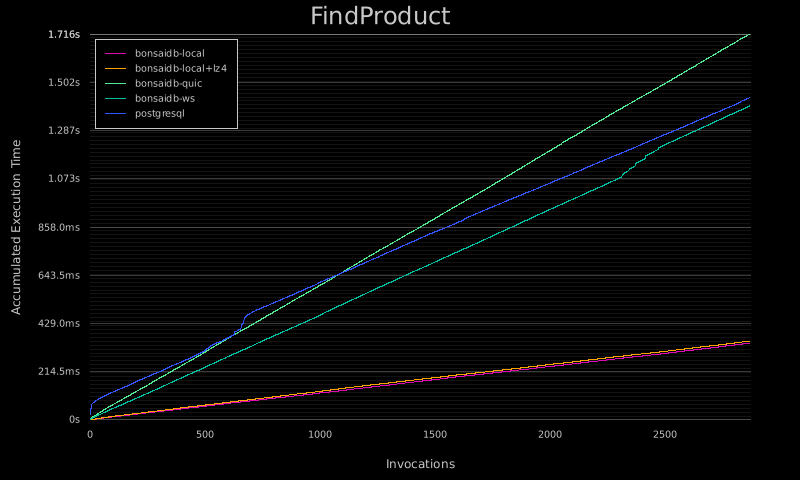 FindProduct
1.716s
1.502s
1.287s
1.073s
858.0ms
643.5ms
429.0ms
214.5ms
0s
Accumulated Execution Time
bonsaidb-local
bonsaidb-local+lz4
bonsaidb-quic
bonsaidb-ws
postgresql
0 500 1000 1500 2000 2500
Invocations